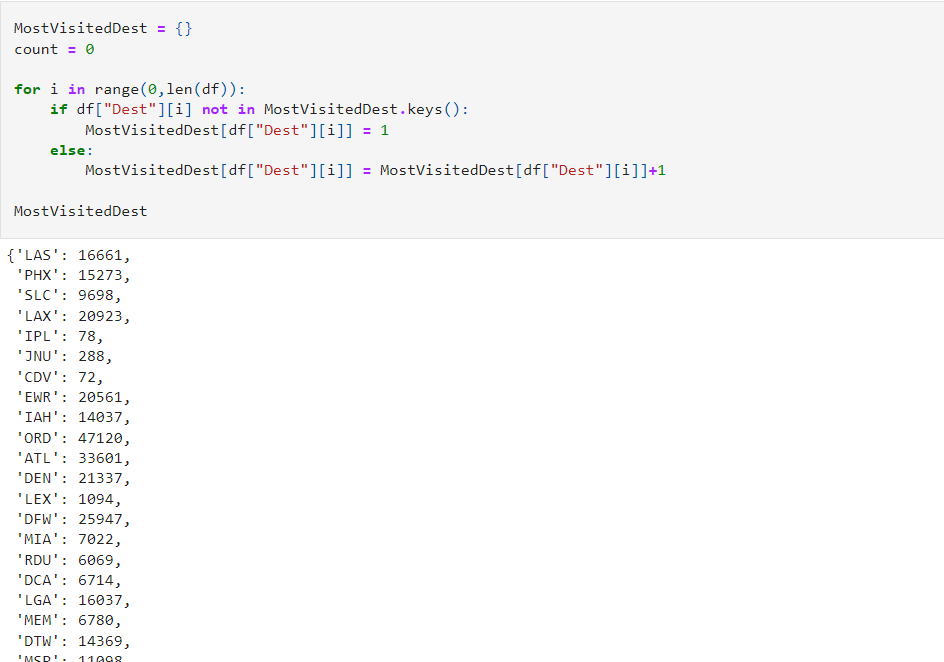 MostVisitedDest = {}
count = 0
for i in range(0,len(df)):
if df["Dest"][i] not in MostVisitedDest.keys():
MostVisitedDest[df["Dest"][i]] = 1
else:
MostVisitedDest[df["Dest"][i]] = MostVisitedDest[df["Dest"][i]]+1
MostVisitedDest
{'LAS': 16661,
'PHX': 15273,
'SLC': 9698,
'LAX': 20923,
'IPL': 78,
'JNU': 288,
'CDV': 72,
'EWR': 20561,
'IAH': 14037,
'ORD': 47120,
'ATL': 33601,
'DEN': 21337,
'LEX': 1094,
'DFW': 25947,
'MIA': 7022,
'RDU': 6069,
'DCA': 6714,
'LGA': 16037,
'MEM': 6780,
'DTW': 14369,
'MSP': 11098